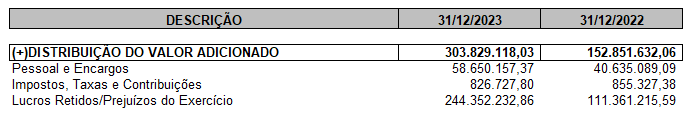 DESCRIÇÃO 31/12/2023 31/12/2022
(+)DISTRIBUIÇÃO DO VALOR ADICIONADO 303.829.118,03 152.851.632,06
Pessoal e Encargos 58.650.157,37 40.635.089,09
Impostos, Taxas e Contribuições 826.727,80 855.327,38
Lucros Retidos/Prejuízos do Exercício 244.352.232,86 111.361.215,59